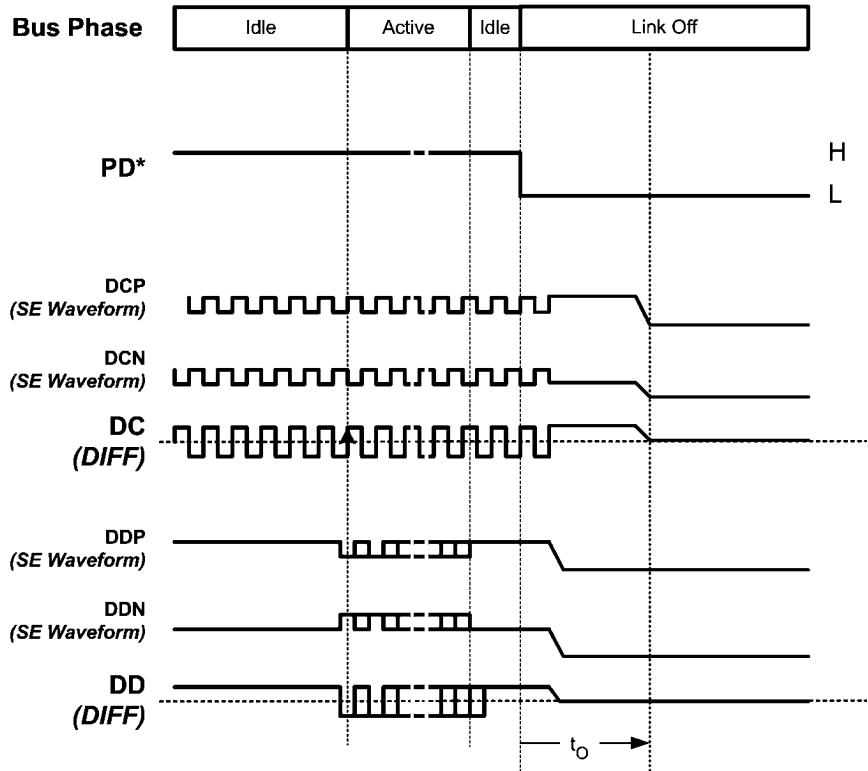 Bus Phase Idle Active Idle Link Off
PD* H
L
DCP
(SE Waveform)
DCN
(SE Waveform)
DC
(DIFF)
DDP
(SE Waveform)
DDN
(SE Waveform)
DD
(DIFF)
tO